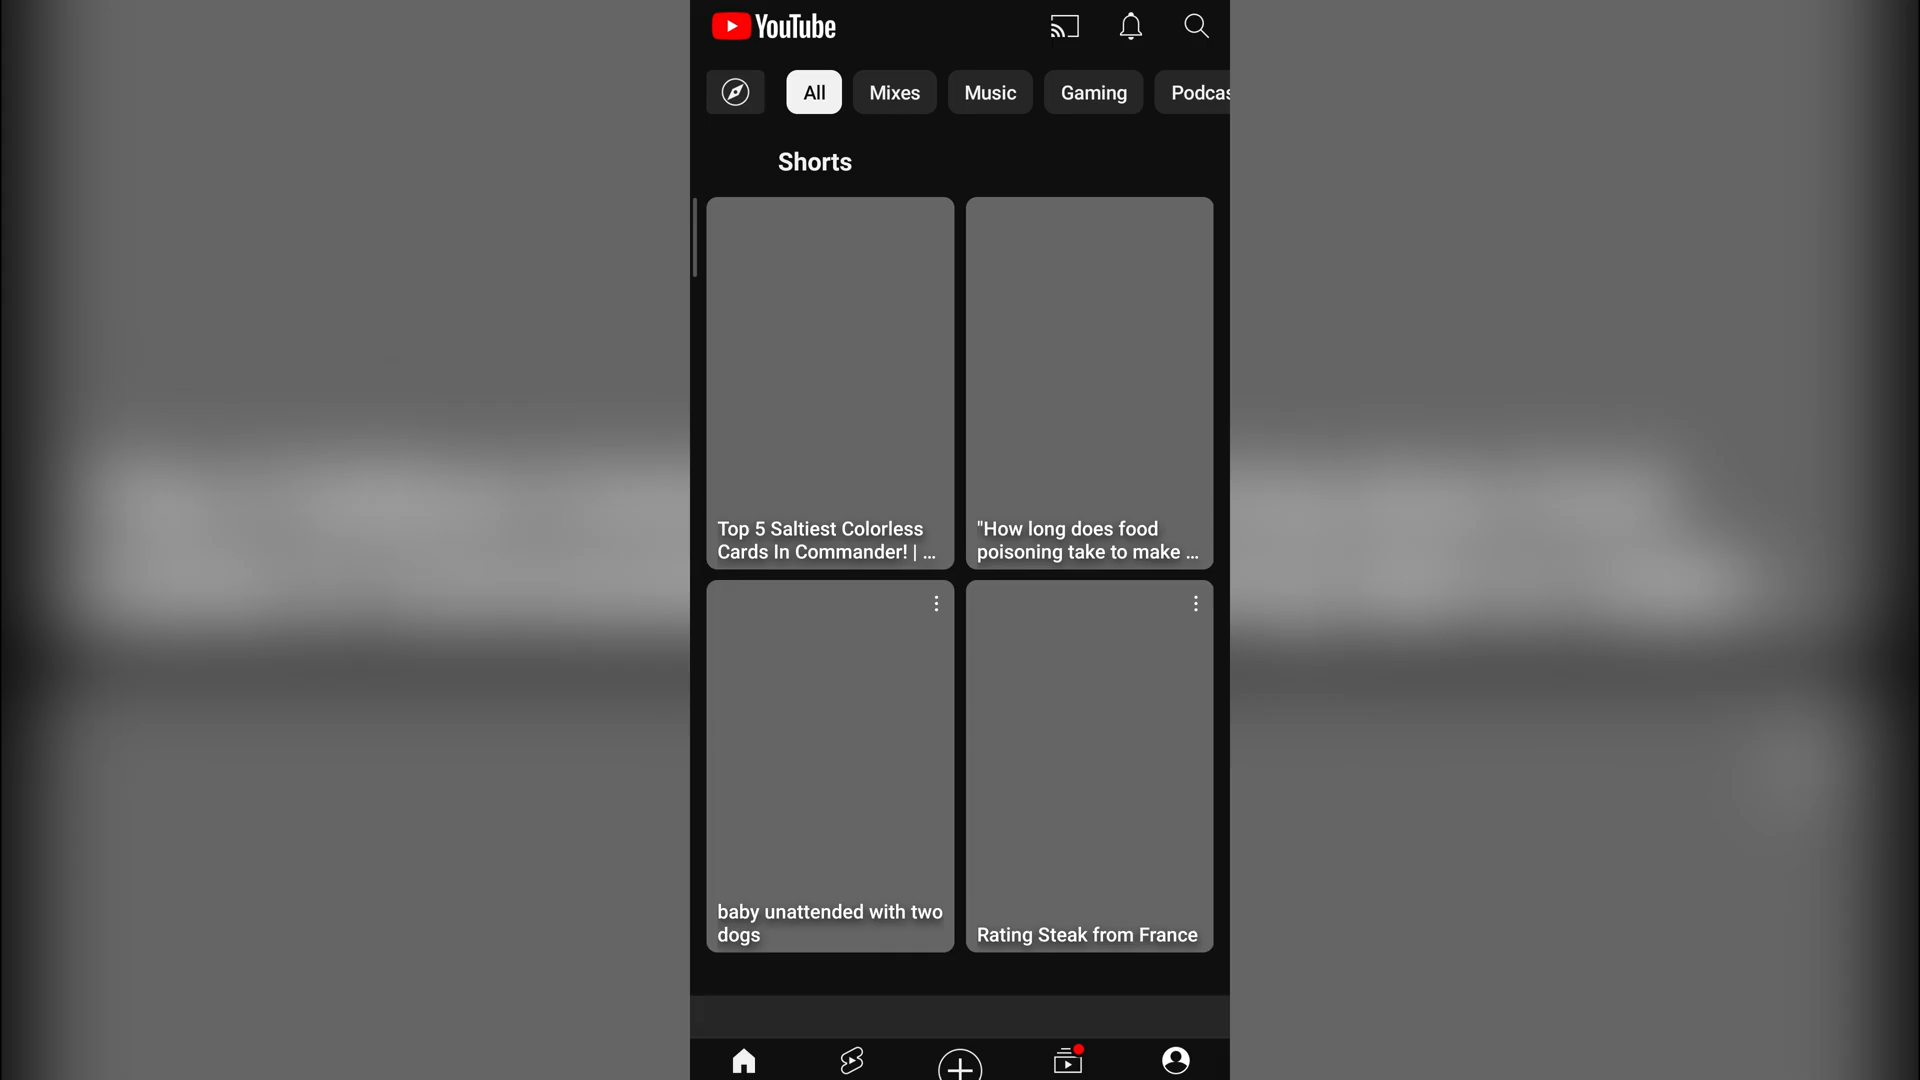 YouTube
All Mixes Music Gaming Podcas
Shorts
Top 5 Saltiest Colorless
Cards In Commander! | ...
"How long does food
poisoning take to make ...
baby unattended with two
dogs
Rating Steak from France